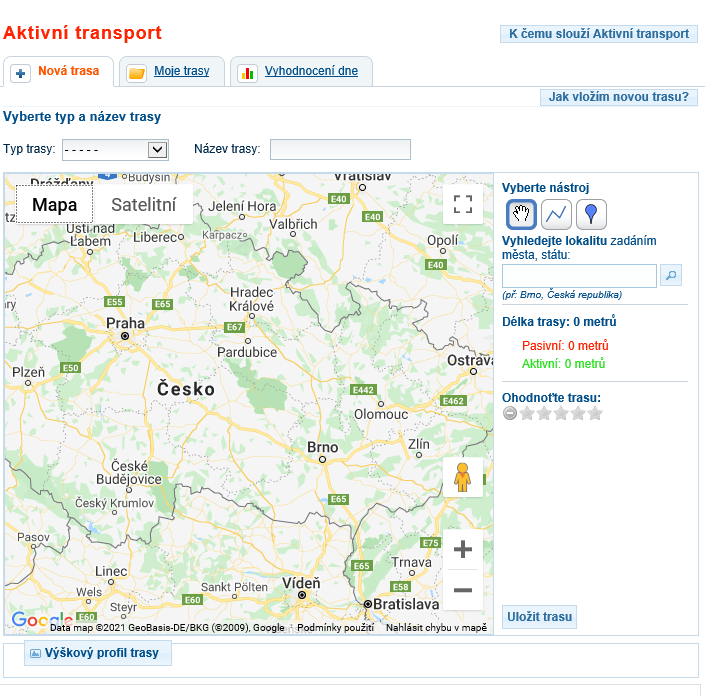 Aktivní transport
K čemu slouží Aktivní transport
Nová trasa
Moje trasy
Vyhodnocení dne
Jak vložím novou trasu?
Vyberte typ a název trasy
Typ trasy:
- - - - -
Název trasy:
Drážďany
Budyšín
Vratislav
Mapa
Satelitní
Jelení Hora
E40
E40
Ústí nad
Labem
Liberec
Karpacz
Valbřich
Opolí
E40
E55
E65
Hradec
Králové
Praha
E67
Pardubice
Plzeň
E50
Ostrava
Česko
E442
E462
Olomouc
Brno
Zlín
České
Budějovice
E65
Český Krumlov
Pasov
E75
Linec
E65
Trnava
Wels
Sankt Pölten
Vídeň
E58
Steyr
E60
Bratislava
E60
Google
Data map ©2021 GeoBasis-DE/BKG (©2009), Google
Podmínky použití
Nahlásit chybu v mapě
Vyberte nástroj
Vyhledejte lokalitu zadáním
města, státu:
(př: Brno, Česká republika)
Délka trasy: 0 metrů
Pasivní: 0 metrů
Aktivní: 0 metrů
Ohodnoťte trasu:
Uložit trasu
Výškový profil trasy